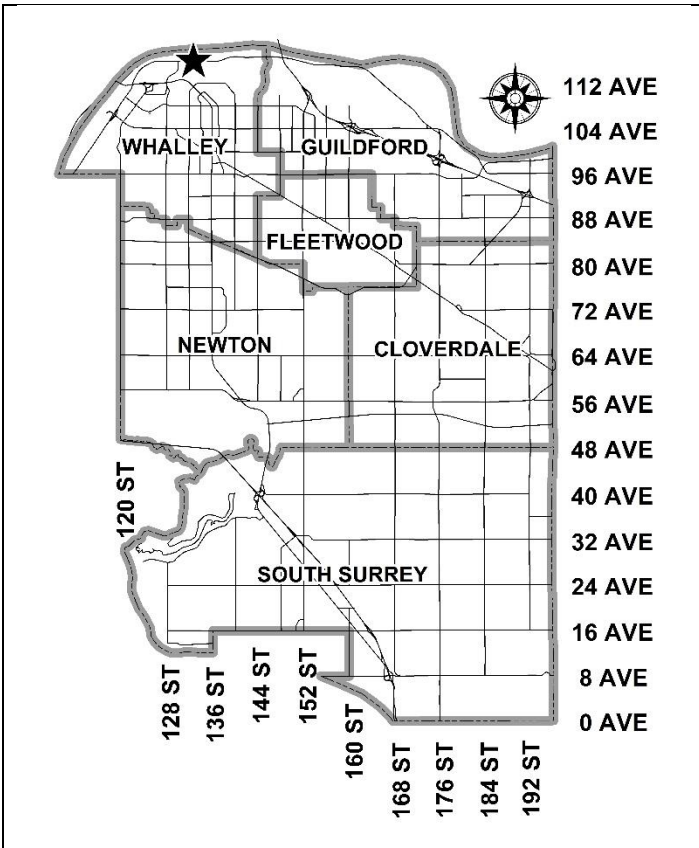 112 AVE
104 AVE
WHALLEY
GUILDFORD
96 AVE
88 AVE
FLEETWOOD
80 AVE
72 AVE
NEWTON
CLOVERDALE
64 AVE
56 AVE
48 AVE
120 ST
40 AVE
32 AVE
SOUTH SURREY
24 AVE
16 AVE
8 AVE
0 AVE
128 ST
136 ST
144 ST
152 ST
160 ST
168 ST
176 ST
184 ST
192 ST